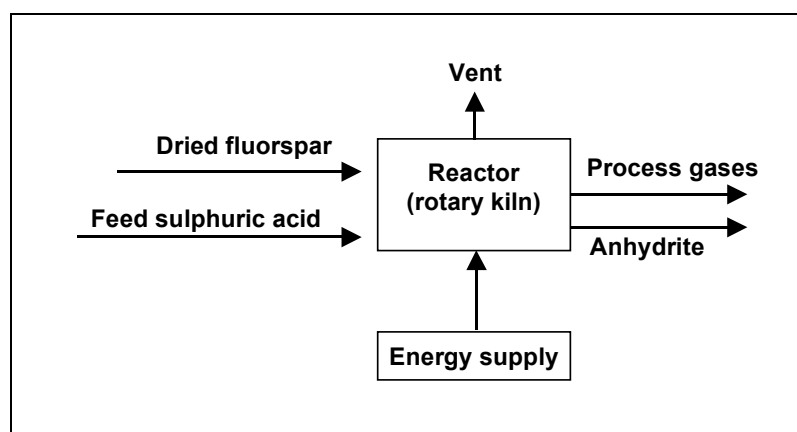 Vent
Dried fluorspar
Reactor
(rotary kiln)
Process gases
Feed sulphuric acid
Anhydrite
Energy supply